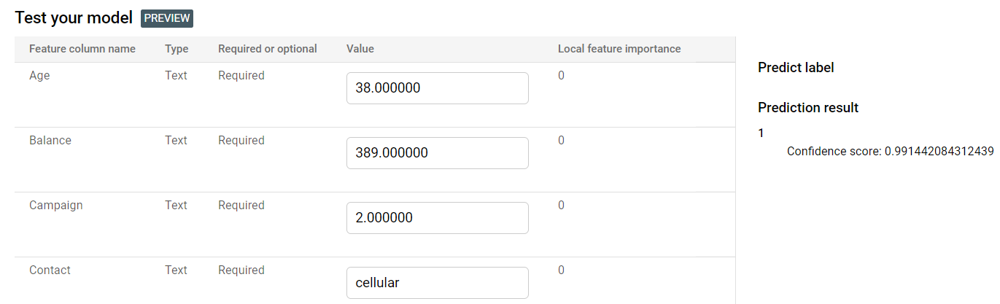 Test your model PREVIEW
Feature column name Type Required or optional Value Local feature importance
Age Text Required 38.000000 0
Balance Text Required 389.000000 0
Campaign Text Required 2.000000 0
Contact Text Required cellular 0
Predict label
Prediction result
1
Confidence score: 0.991442084312439